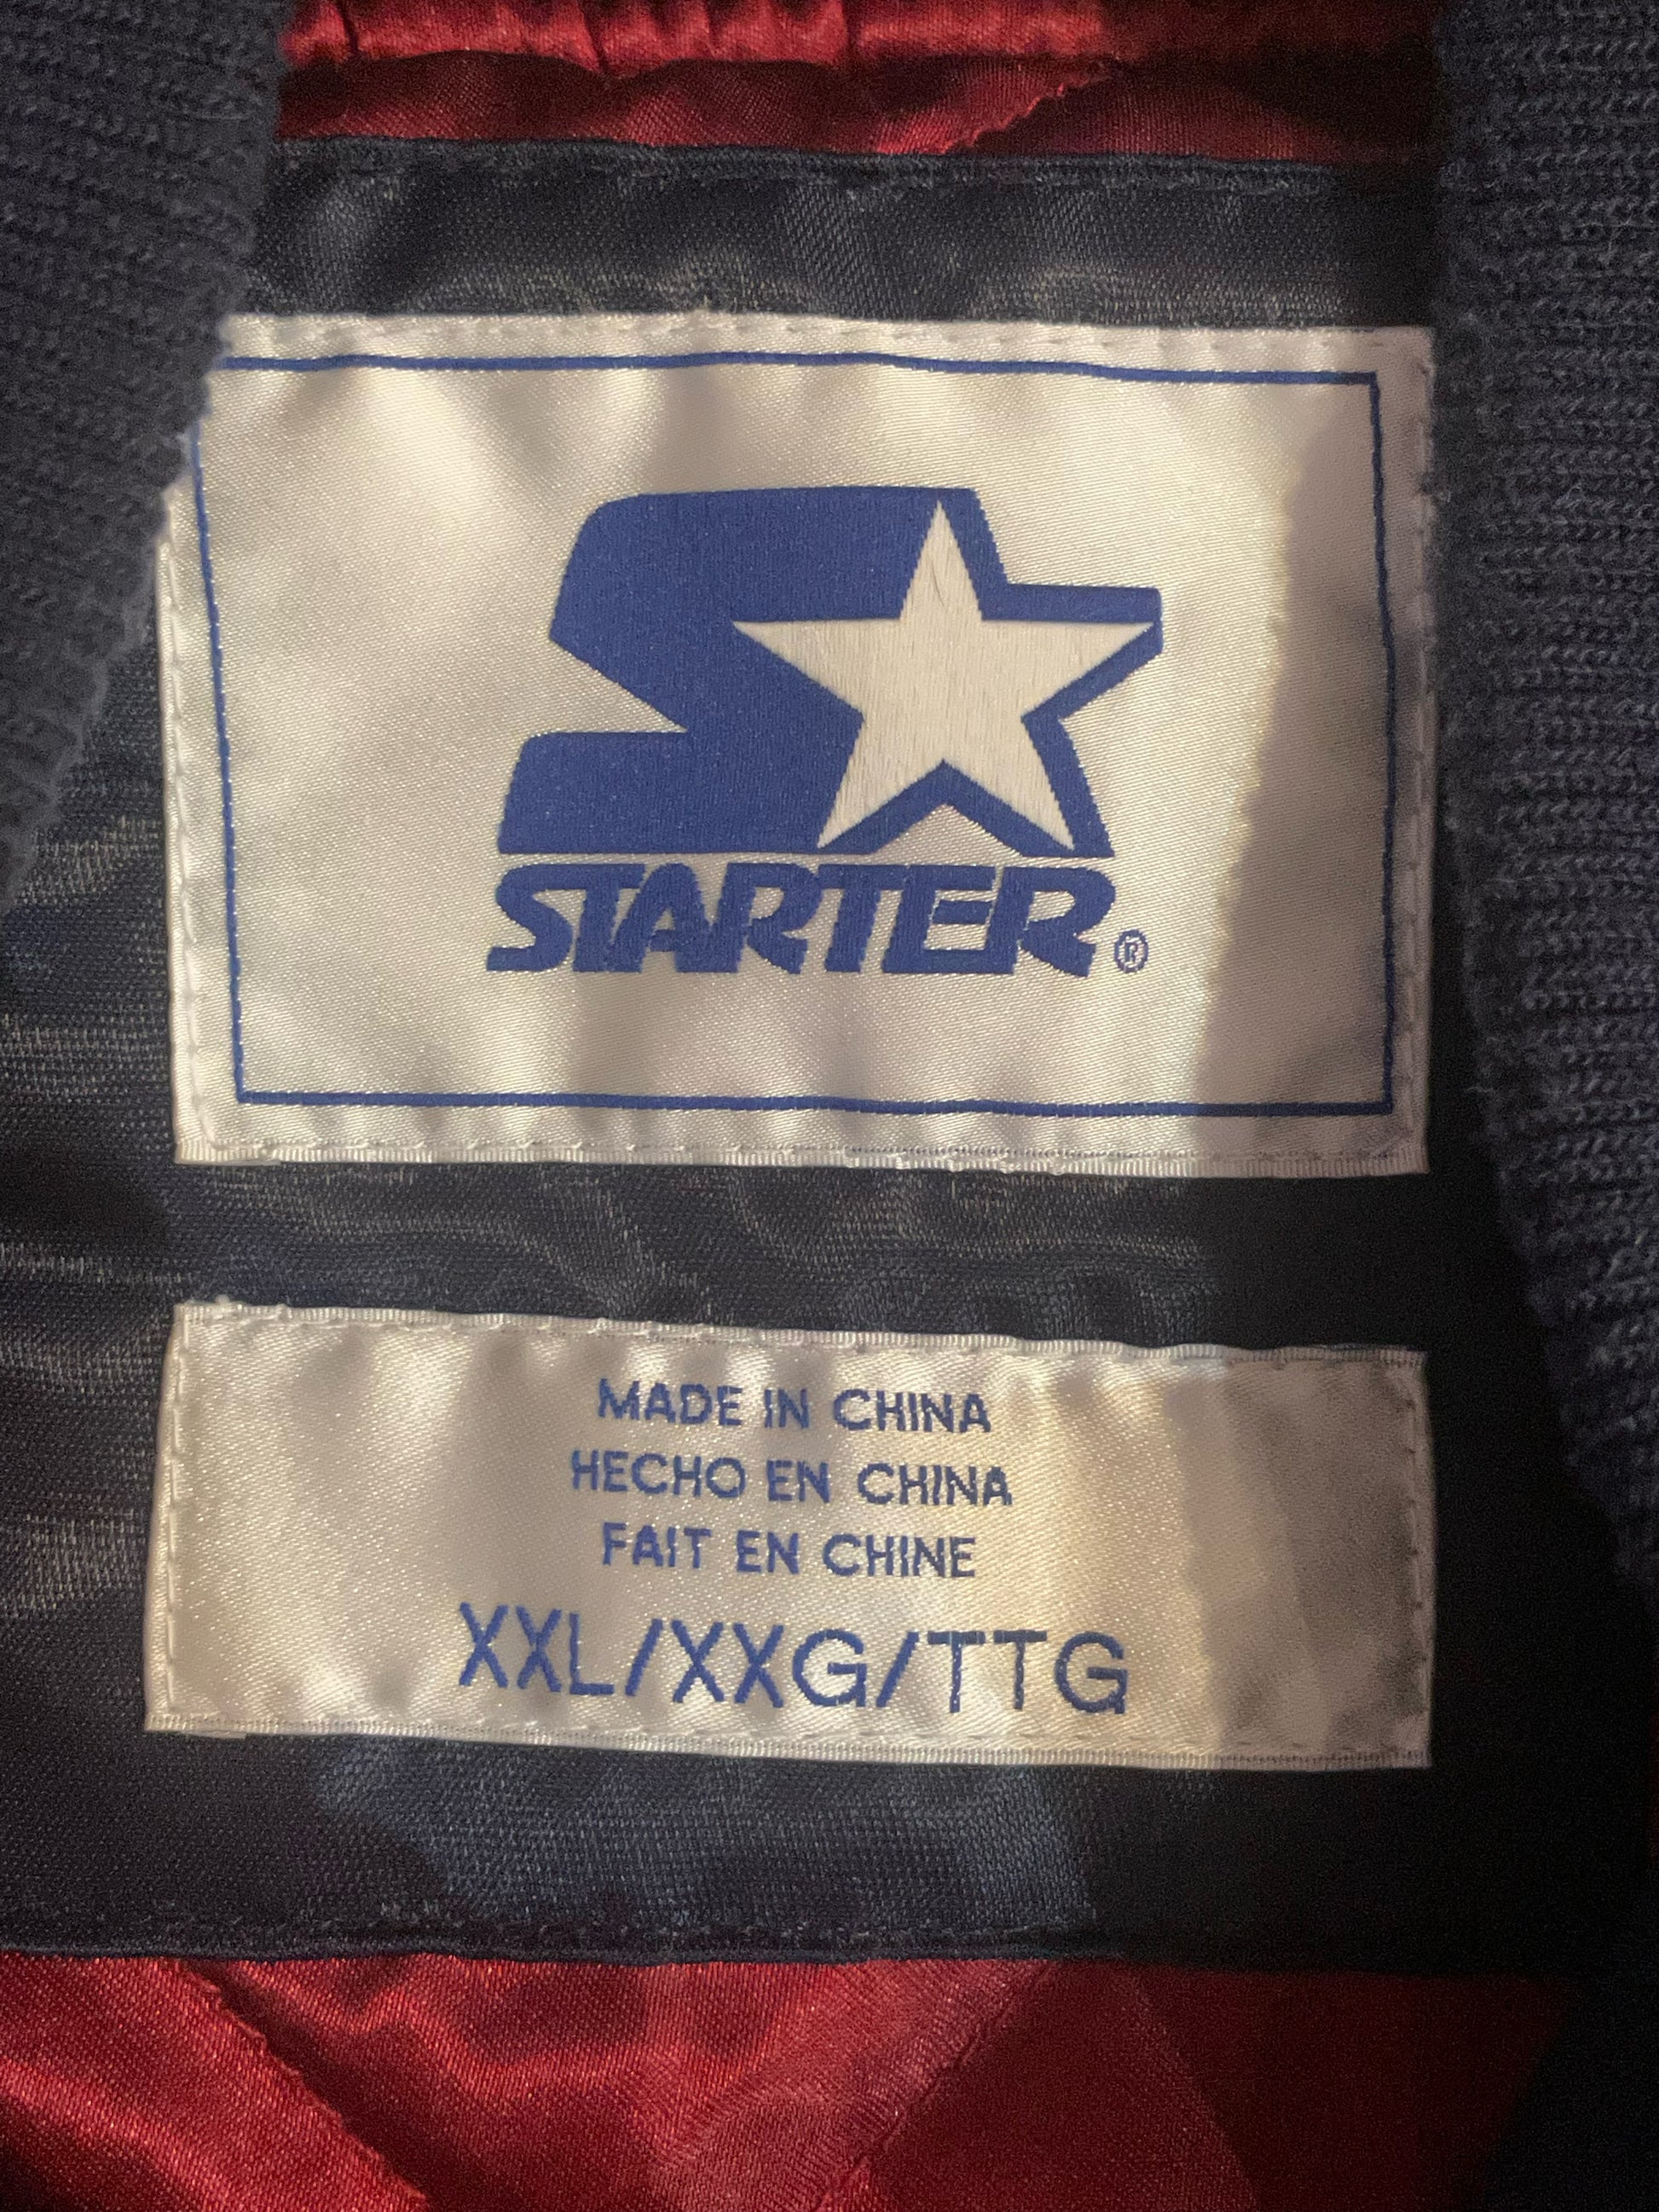 STARTER®
MADE IN CHINA
HECHO EN CHINA
FAIT EN CHINE
XXL/XXG/TTG